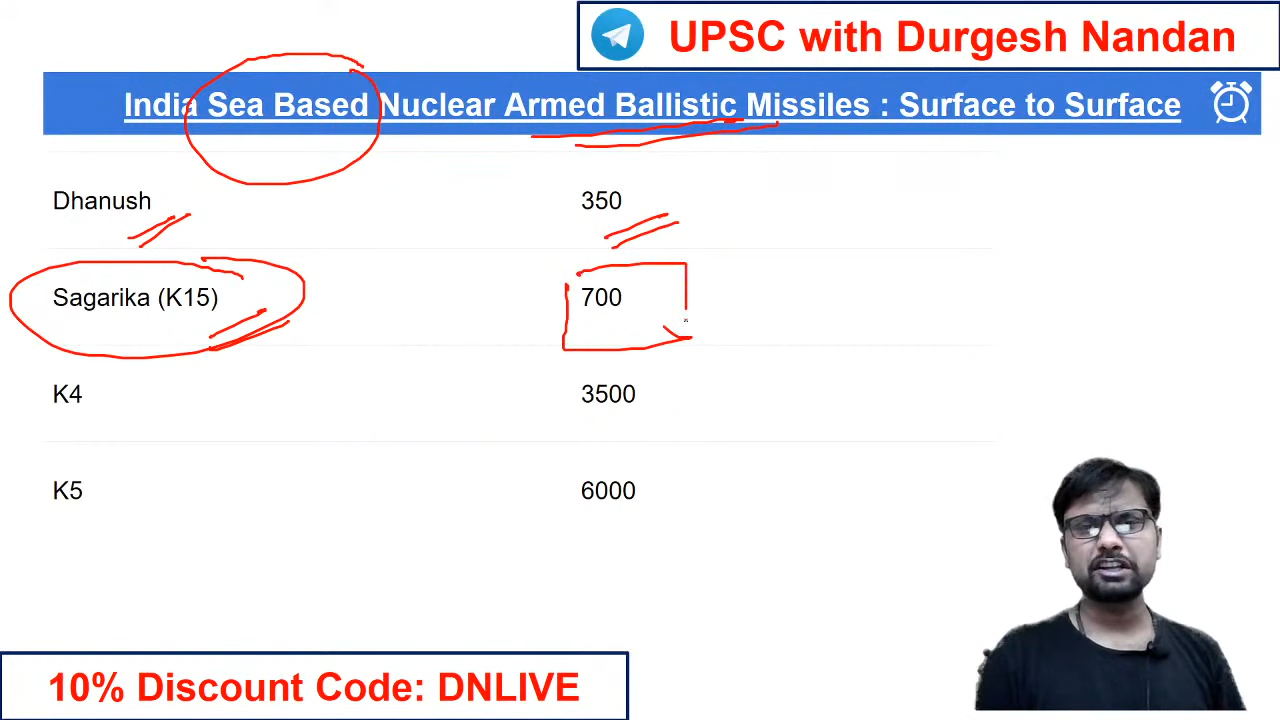 UPSC with Durgesh Nandan
India Sea Based Nuclear Armed Ballistic Missiles : Surface to Surface
Dhanush 350
Sagarika (K15) 700
K4 3500
K5 6000
10% Discount Code: DNLIVE